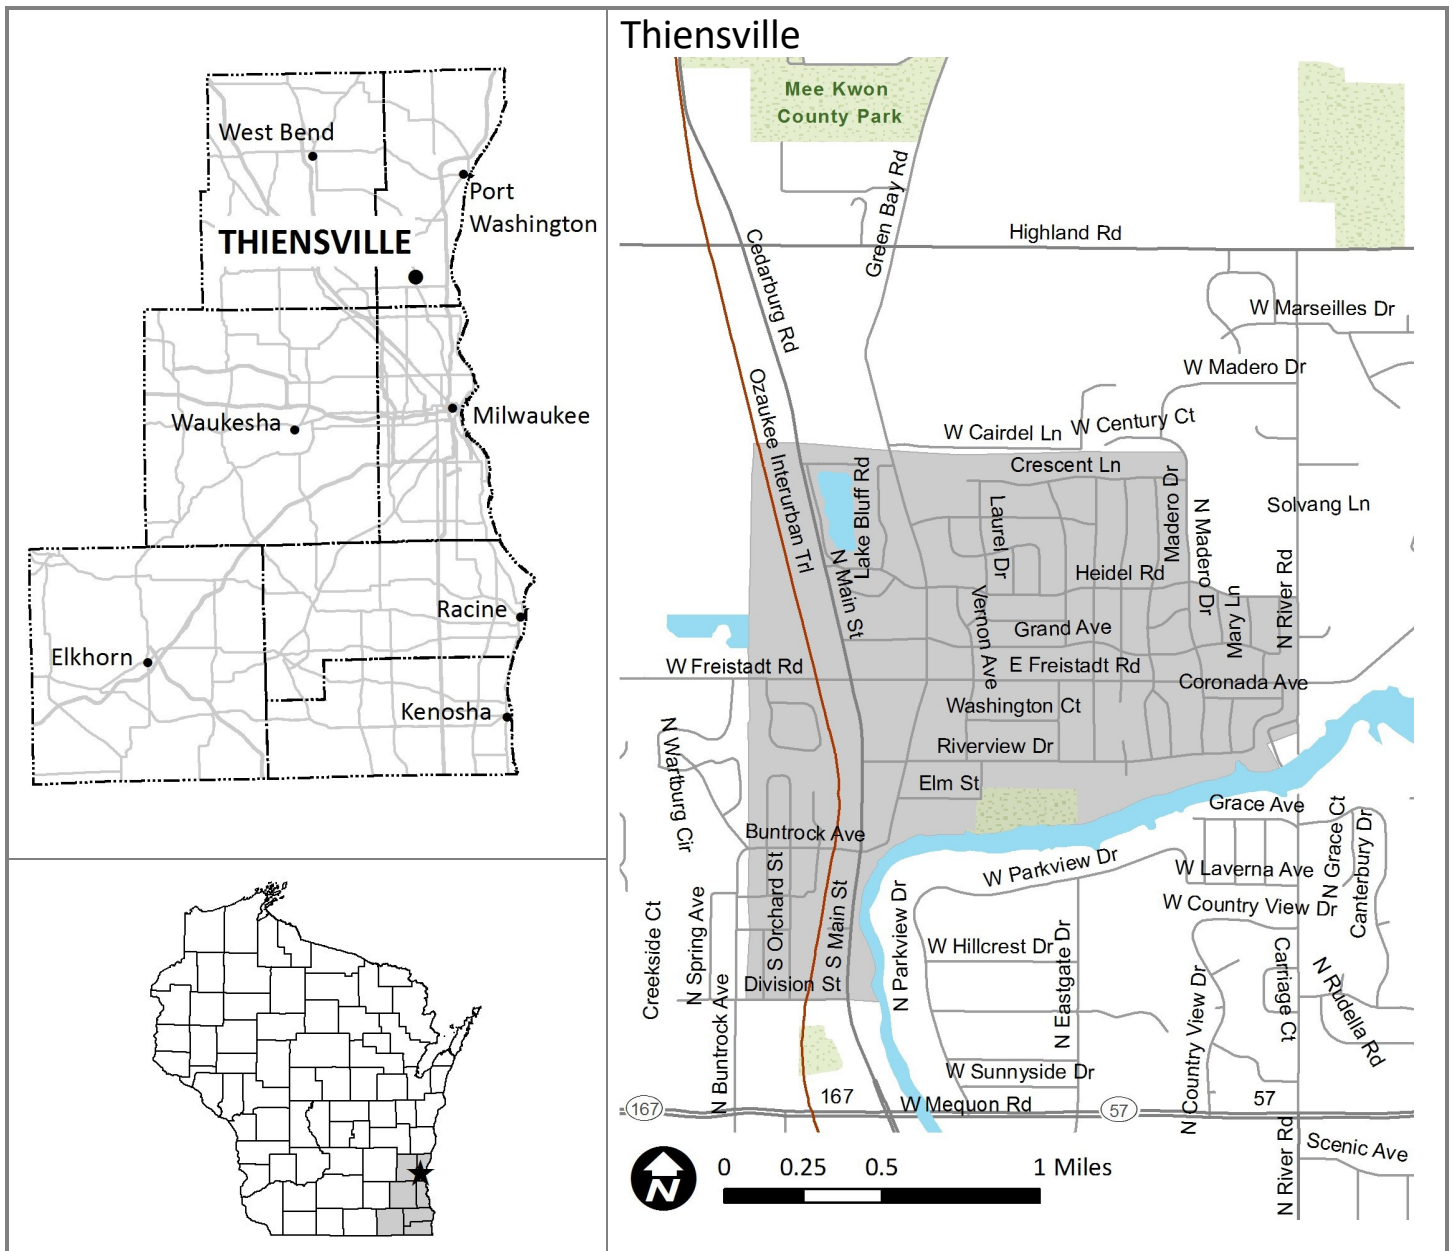 West Bend
Port
Washington
THIENSVILLE
Waukesha
Milwaukee
Racine
Elkhorn
Kenosha
Thiensville
Mee Kwon
County Park
Green Bay Rd
Highland Rd
Cedarburg Rd
W Marseilles Dr
W Madero Dr
Ozaukee Interurban Trl
W Cairdel Ln
W Century Ct
Crescent Ln
Lake Bluff Rd
Laurel Dr
Madero Dr
N Madero Dr
Solvang Ln
N Main St
Heidel Rd
Vernon Ave
Mary Ln
N River Rd
Grand Ave
W Freistadt Rd
E Freistadt Rd
Coronada Ave
Washington Ct
N Wartburg Cir
Riverview Dr
Elm St
Grace Ave
N Grace Ct
Canterbury Dr
Buntrock Ave
W Parkview Dr
W Laverna Ave
W Country View Dr
Creekside Ct
N Spring Ave
S Orchard St
S Main St
N Parkview Dr
W Hillcrest Dr
N Eastgate Dr
Carriage Ct
N Rudella Rd
Division St
N Buntrock Ave
N Country View Dr
W Sunnyside Dr
167
167
W Mequon Rd
57
57
N River Rd
Scenic Ave
N
0 0.25 0.5 1 Miles